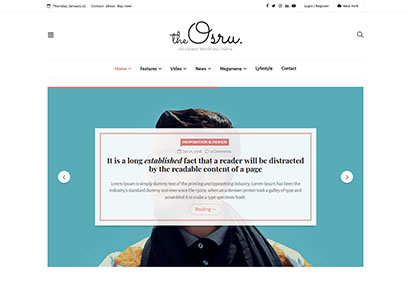 Thursday, January 26 Contact about Buy now! Login / Register New York
the Osru.
An Elegant WordPress Theme
Home Features Video News Megamenu Lyfestyle Contact
INSPIRATION & DESIGN
Jan 21, 2016 0 Comments
It is a long established fact that a reader will be distracted
by the readable content of a page
Lorem Ipsum is simply dummy text of the printing and typesetting industry. Lorem Ipsum has been the
industry's standard dummy text ever since the 1500s, when an unknown printer took a galley of type and
scrambled it to make a type specimen book.
Reading →